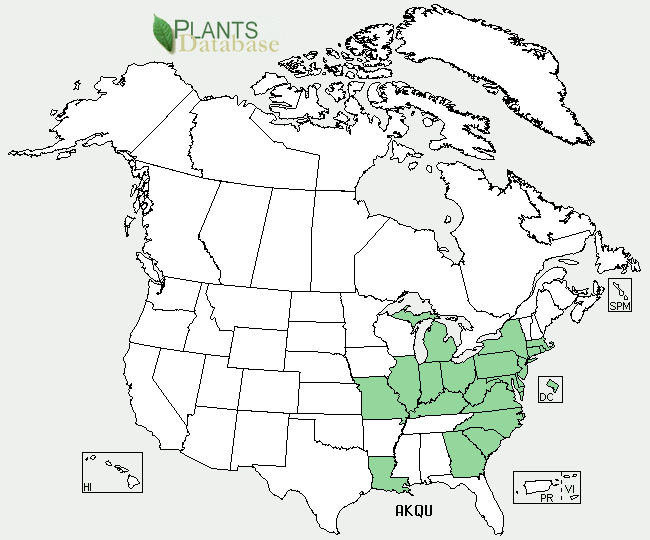 PLANTS
Database
SPM
DC
HI
PR
VI
AKQU